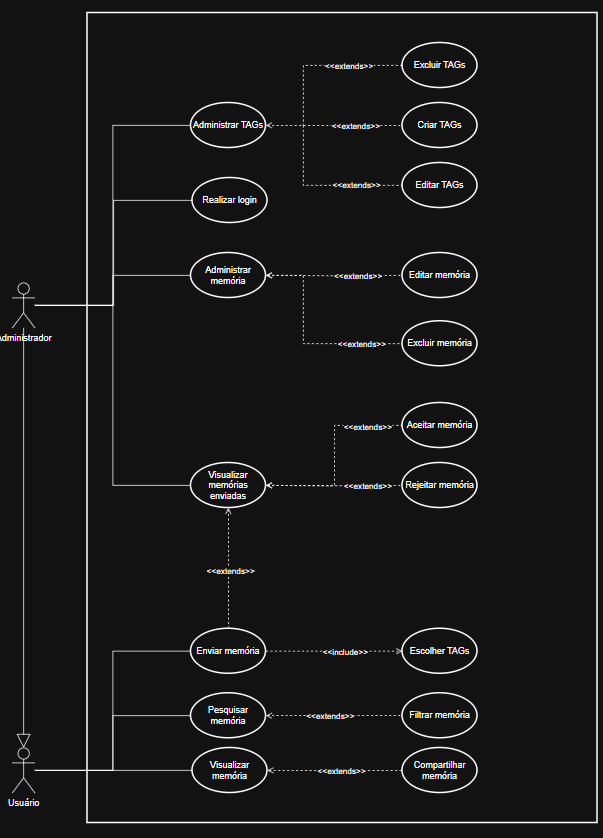 <<extends>>
Excluir TAGs
Administrar TAGs
<<extends>>
Criar TAGs
<<extends>>
Editar TAGs
Realizar login
Administrar
memória
<<extends>>
Editar memória
dministrador
<<extends>>
Excluir memória
<<extends>>
Aceitar memória
Visualizar
memórias
enviadas
<<extends>>
Rejeitar memória
<<extends>>
Enviar memória
<<include>>
Escolher TAGs
Pesquisar
memória
<<extends>>
Filtrar memória
Visualizar
memória
<<extends>>
Compartilhar
memória
Usuário